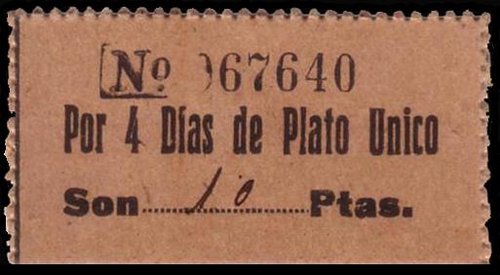 No 067640
Por 4 Días de Plato Unico
Son 10 Ptas.